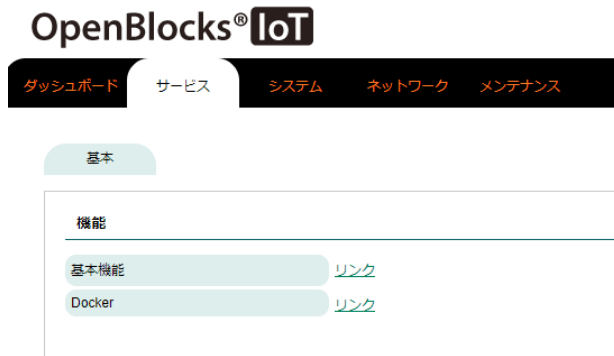 OpenBlocks® IoT
ダッシュボード サービス システム ネットワーク メンテナンス
基本
機能
基本機能 リンク
Docker リンク